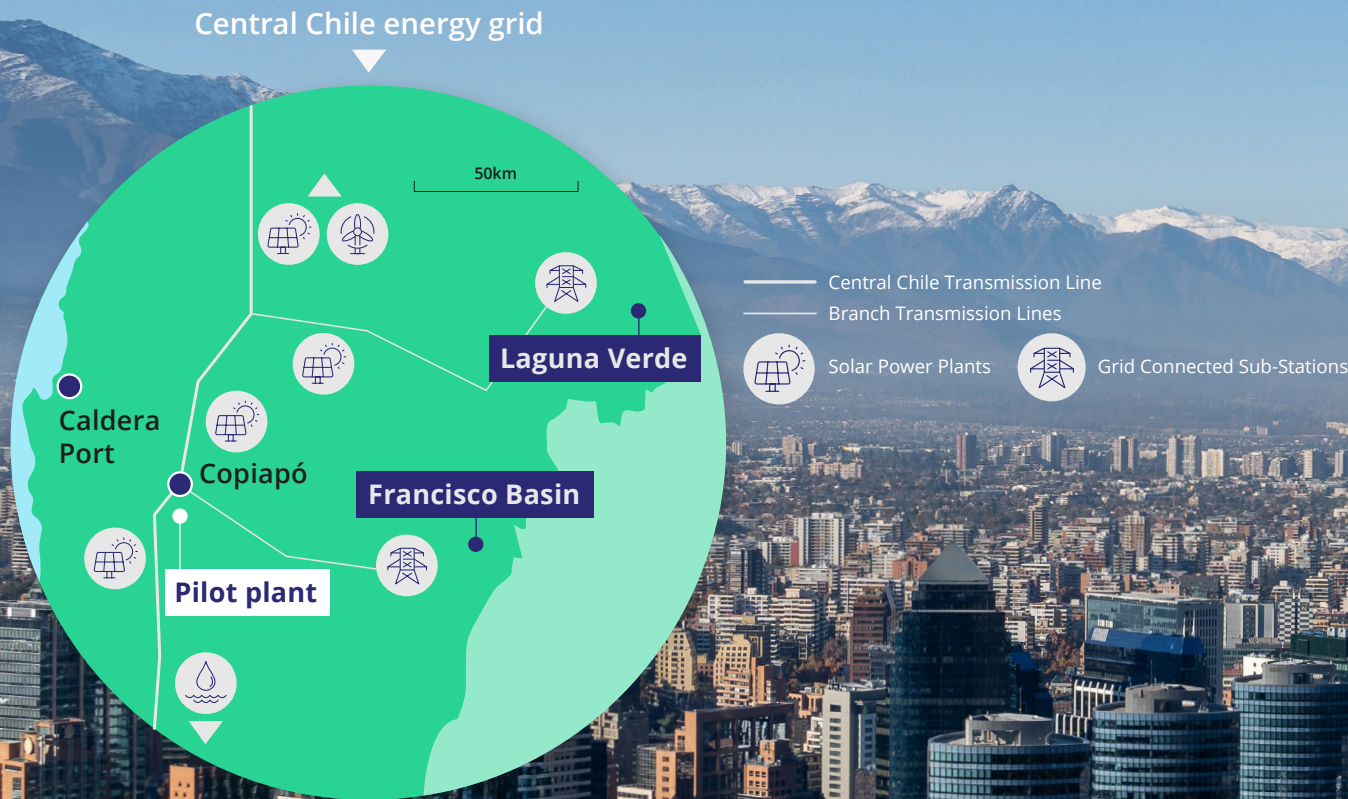 Central Chile energy grid
50km
Laguna Verde
Caldera
Port
Copiapó
Francisco Basin
Pilot plant
Central Chile Transmission Line
Branch Transmission Lines
Solar Power Plants
Grid Connected Sub-Stations